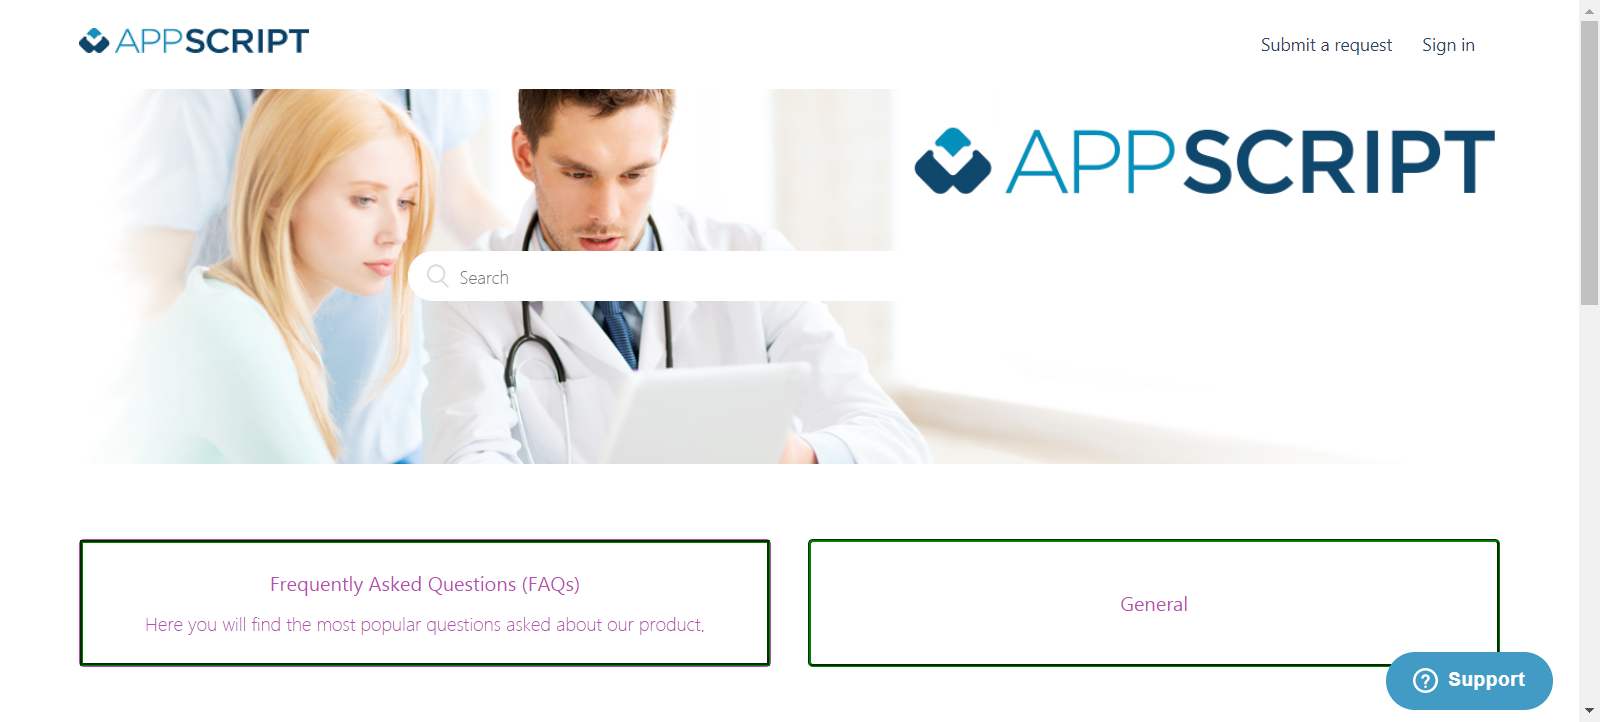 APPSCRIPT
Submit a request Sign in
APPSCRIPT
Search
Frequently Asked Questions (FAQs)
Here you will find the most popular questions asked about our product.
General
? Support